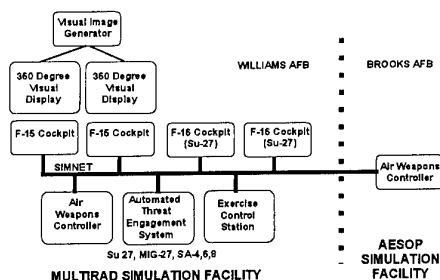 Visual Image
Generator
360 Degree
Visual
Display
360 Degree
Visual
Display
WILLIAMS AFB
BROOKS AFB
F-15 Cockpit
F-15 Cockpit
F-16 Cockpit
(Su-27)
F-16 Cockpit
(Su-27)
SIMNET
Air Weapons
Controller
Air
Weapons
Controller
Automated
Threat
Engagement
System
Exercise
Control
Station
Su 27, MIG-27, SA-4,6,8
MULTIRAD SIMULATION FACILITY
AESOP
SIMULATION
FACILITY